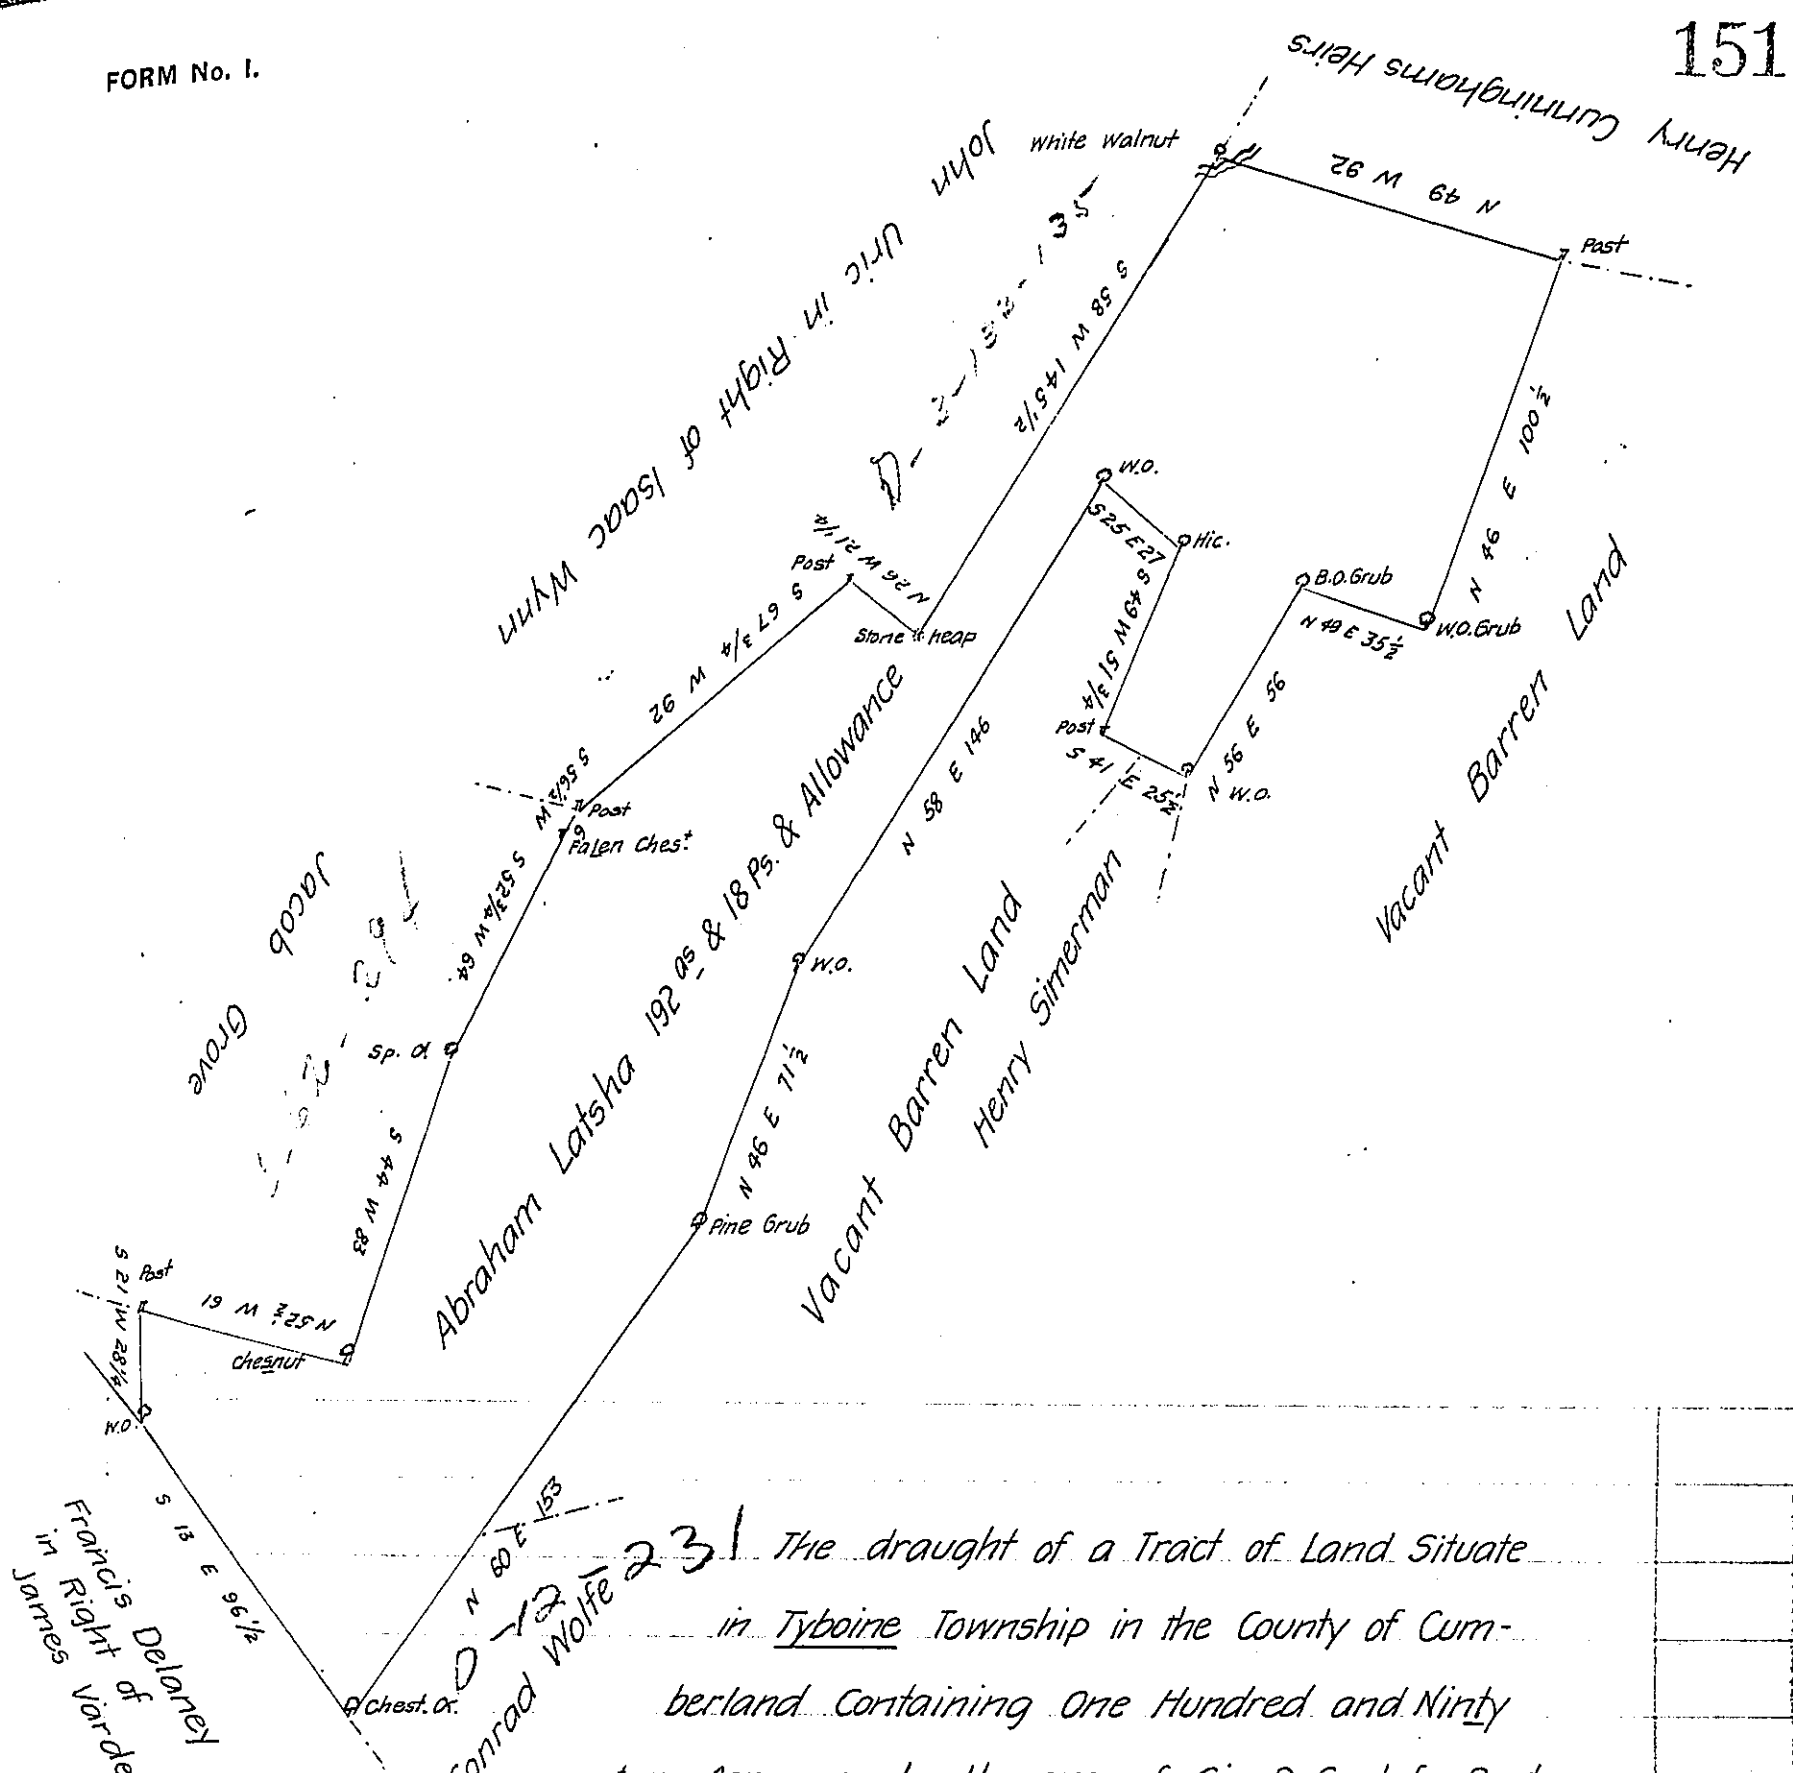 FORM No. 1.
151
Henry Cunninghams Heirs
White Walnut
N 49 W 92
Post
John Uric in Right of Isaac Wynn
D-2-132-135
S 58 W 145 1/2
N 46 E 100 1/2
W.O.
S 25 E 27
Hic.
N 26 W 21 1/4
Post
S 67 3/4 W 92
Stone heap
S 49 W 51 3/4
B.O. Grub
N 49 E 35 1/2
W.O. Grub
Vacant Barren Land
Post
S 41 E 25 1/2
N 56 E 56
W.O.
S 56 1/2 W
9
Post
Falen Chest
N 58 E 146
S 52 3/4 W 64
Jacob Grove
Abraham Latsha 192 as & 18 Ps. & Allowance
Vacant Barren Land
Henry Simerman
W.O.
Sp. O.
N 46 E 71 1/2
S 44 W 83
Pine Grub
Post
S 21 W 28 1/4
N 52 1/2 W 61
Chesnut
W.O.
S 13 E 96 1/2
N 60 E 153
Francis Delaney
in Right of
James Varde
Chest. O.
D-12-231
Conrad Wolfe
The draught of a Tract of Land Situate
in Tyboine Township in the County of Cum-
berland Containing One Hundred and Ninty